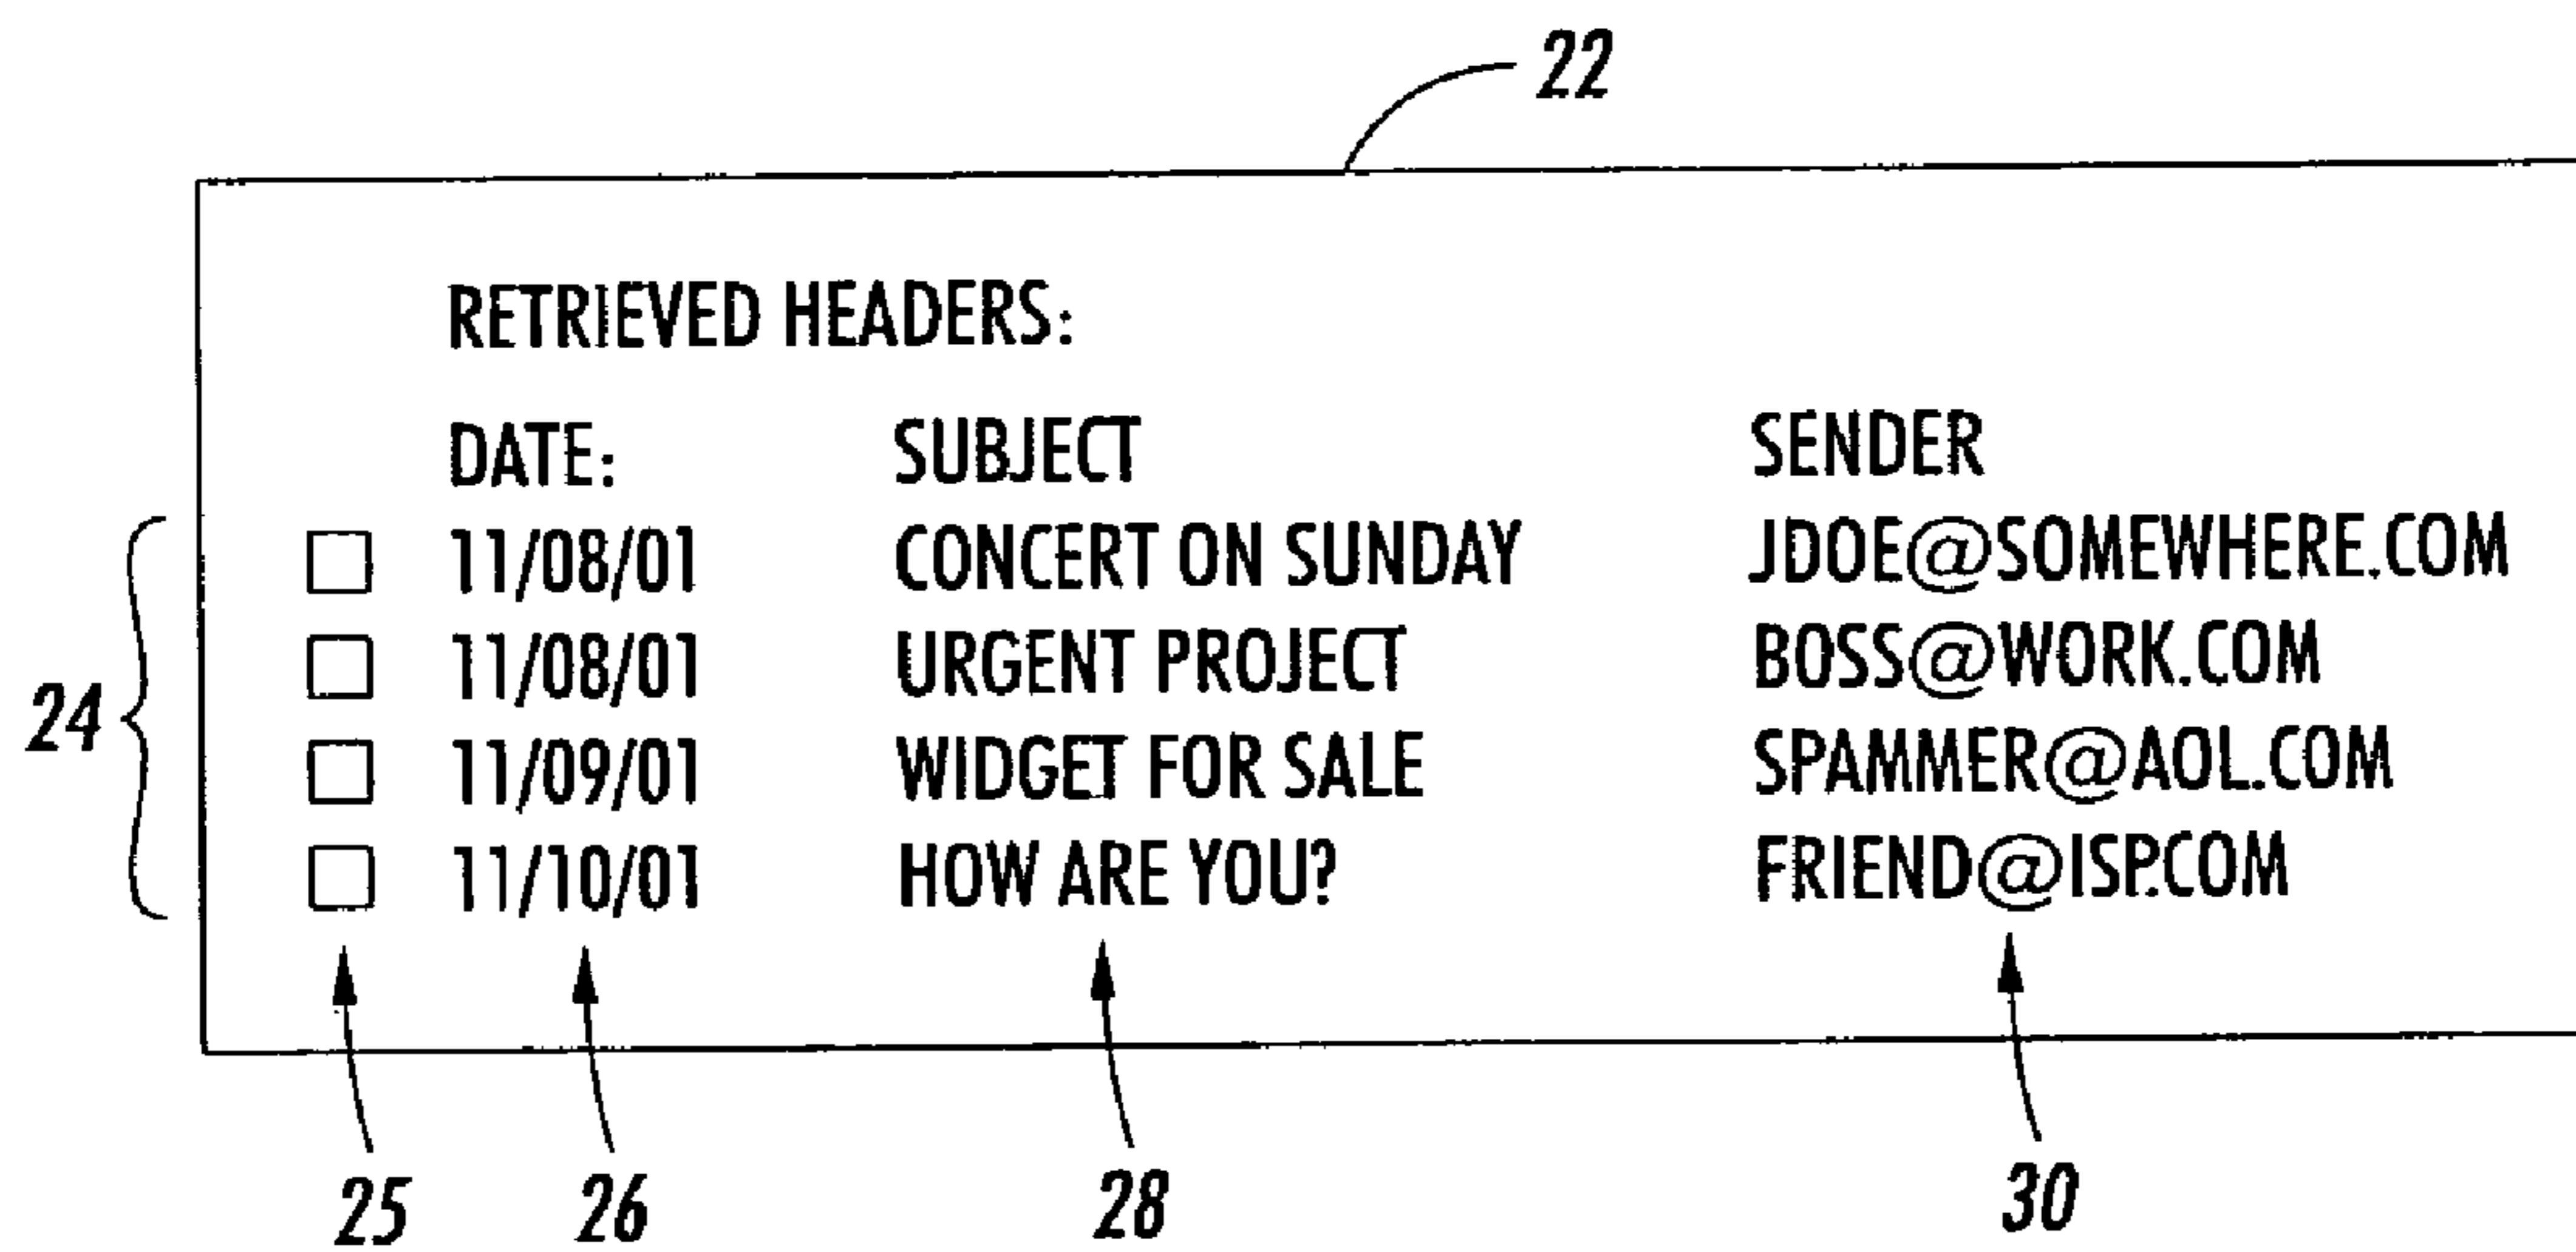 22
RETRIEVED HEADERS:
DATE: SUBJECT SENDER
11/08/01 CONCERT ON SUNDAY JDOE@SOMEWHERE.COM
11/08/01 URGENT PROJECT BOSS@WORK.COM
24
11/09/01 WIDGET FOR SALE SPAMMER@AOL.COM
11/10/01 HOW ARE YOU? FRIEND@ISP.COM
25 26 28 30